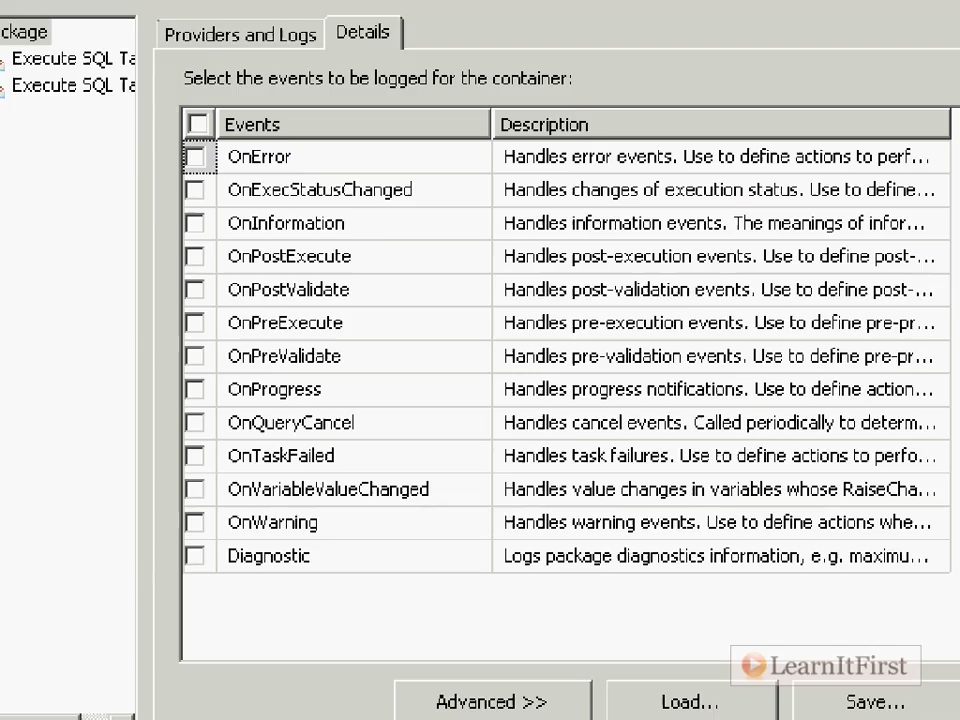 ckage
Execute SQL Ta
Execute SQL Ta
Providers and Logs
Details
Select the events to be logged for the container:
Events Description
OnError Handles error events. Use to define actions to perf...
OnExecStatusChanged Handles changes of execution status. Use to define...
OnInformation Handles information events. The meanings of infor...
OnPostExecute Handles post-execution events. Use to define post-...
OnPostValidate Handles post-validation events. Use to define post-...
OnPreExecute Handles pre-execution events. Use to define pre-pr...
OnPreValidate Handles pre-validation events. Use to define pre-pr...
OnProgress Handles progress notifications. Use to define action...
OnQueryCancel Handles cancel events. Called periodically to determ...
OnTaskFailed Handles task failures. Use to define actions to perfo...
OnVariableValueChanged Handles value changes in variables whose RaiseCha...
OnWarning Handles warning events. Use to define actions whe...
Diagnostic Logs package diagnostics information, e.g. maximu...
LearnItFirst
Advanced >> Load... Save...